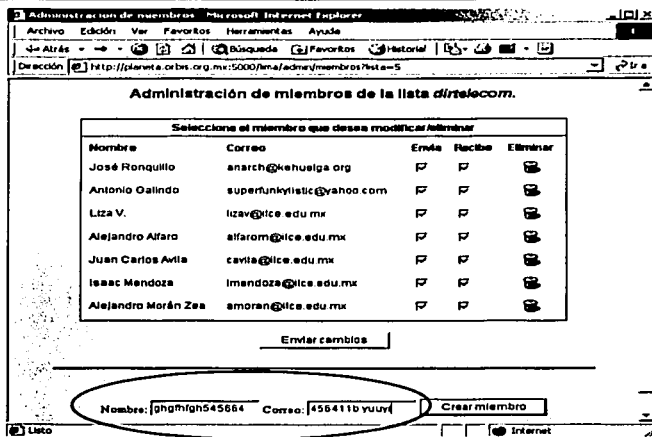 Administracion de miembros - Microsoft Internet Explorer
Archivo Edición Ver Favoritos Herramientas Ayuda
Atrás Búsqueda Favoritos Historial
Dirección http://planeta.orbis.org.mx:5000/lima/admin/miembros?lista=5 Ir a
Administración de miembros de la lista dirtelecom.
Seleccione el miembro que desea modificar/eliminar
Nombre Correo Envía Recibe Eliminar
José Ronquillo anarch@kehuelga.org
Antonio Galindo superfunkylistic@yahoo.com
Liza V. lizav@ilce.edu.mx
Alejandro Alfaro alfarom@ilce.edu.mx
Juan Carlos Avila cavila@ilce.edu.mx
Isaac Mendoza imendoza@ilce.edu.mx
Alejandro Morán Zea amoran@ilce.edu.mx
Enviar cambios
Nombre: ghgfhfgh545664 Correo: 456411b yuuyi Crear miembro
Listo Internet